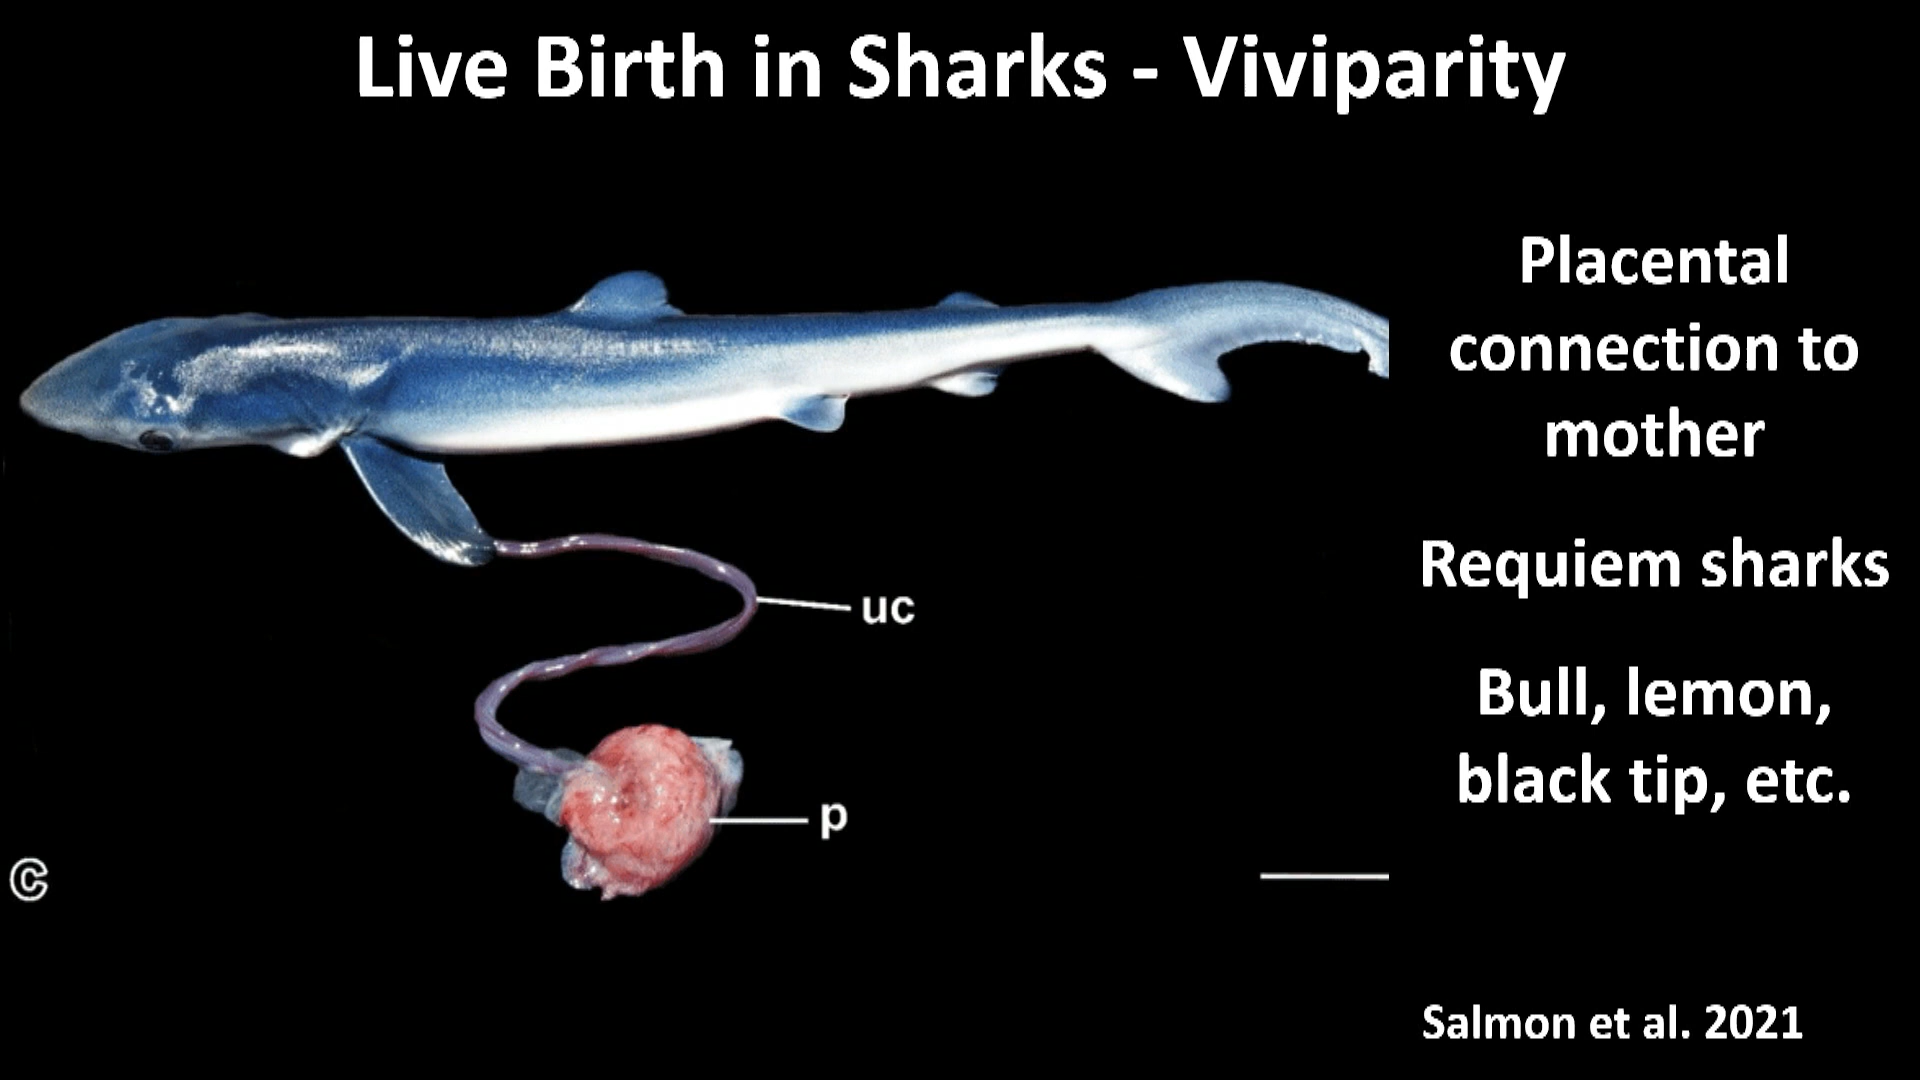 Live Birth in Sharks - Viviparity
Placental
connection to
mother
Requiem sharks
uc
Bull, lemon,
black tip, etc.
p
C
Salmon et al. 2021